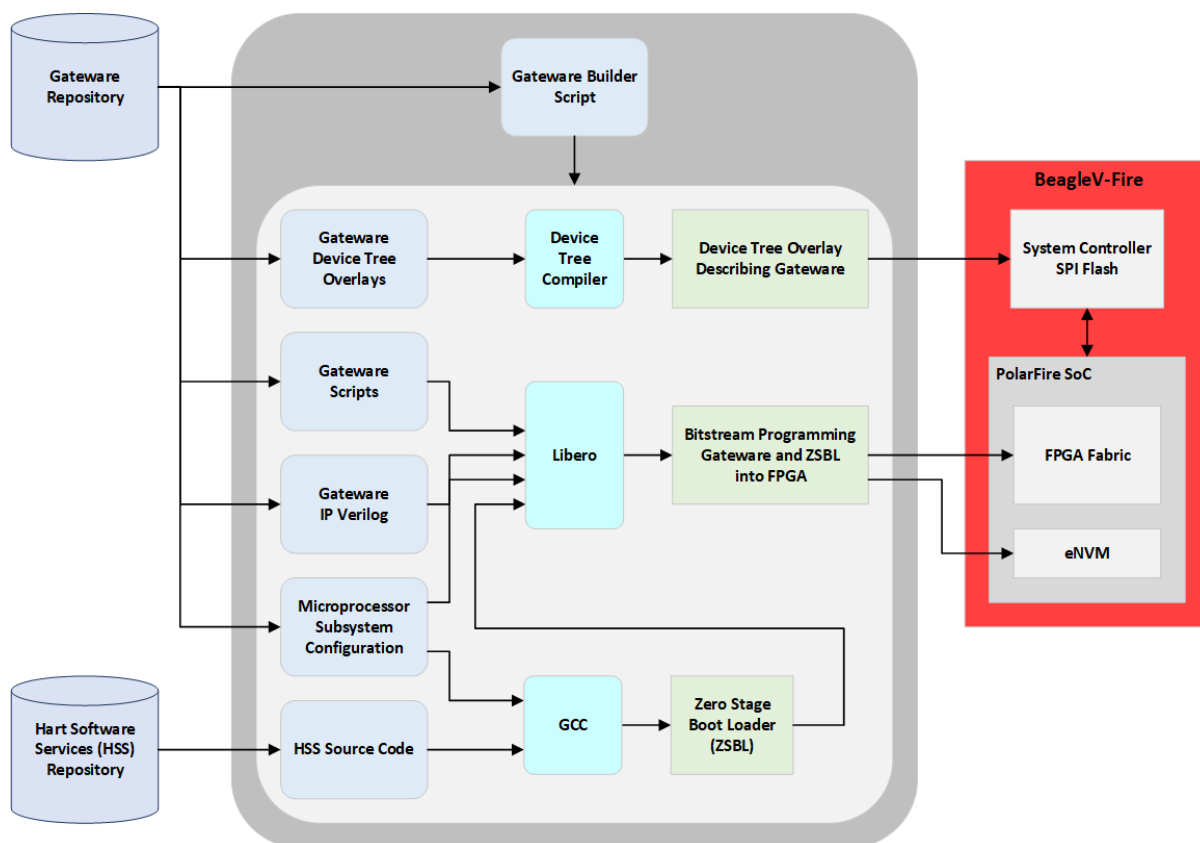 Gateware
Repository
Gateware Builder
Script
BeagleV-Fire
Gateware
Device Tree
Overlays
Device
Tree
Compiler
Device Tree Overlay
Describing Gateware
System Controller
SPI Flash
Gateware
Scripts
PolarFire SoC
Libero
Bitstream Programming
Gateware and ZSBL
into FPGA
FPGA Fabric
Gateware
IP Verilog
eNVM
Microprocessor
Subsystem
Configuration
Hart Software
Services (HSS)
Repository
HSS Source Code
GCC
Zero Stage
Boot Loader
(ZSBL)